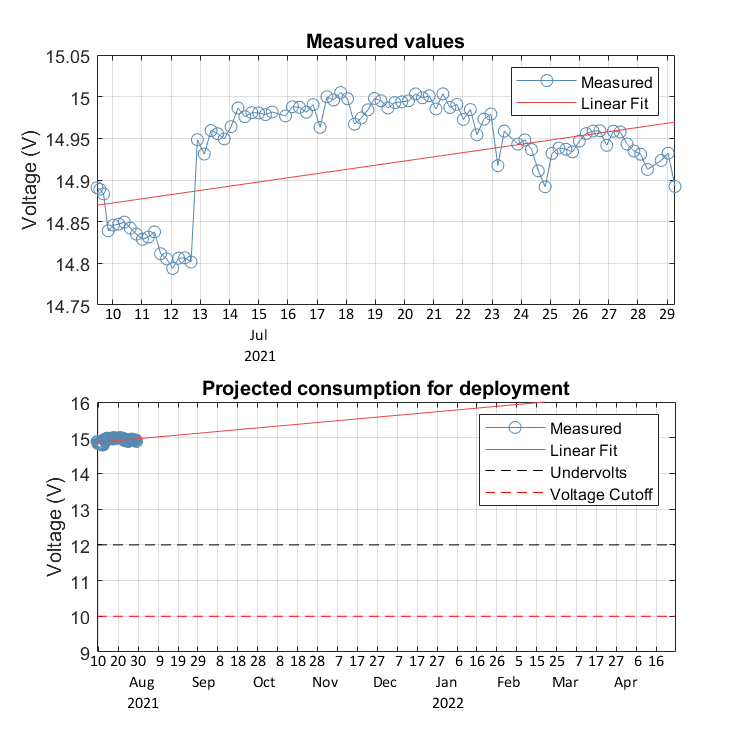 Measured values
Voltage (V)
15.05
15
14.95
14.9
14.85
14.8
14.75
Measured
Linear Fit
10 11 12 13 14 15 16 17 18 19 20 21 22 23 24 25 26 27 28 29
Jul
2021
Projected consumption for deployment
Voltage (V)
16
15
14
13
12
11
10
9
Measured
Linear Fit
Undervolts
Voltage Cutoff
10 20 30 9 19 29 8 18 28 8 18 28 7 17 27 7 17 27 6 16 26 5 15 25 7 17 27 6 16
Aug Sep Oct Nov Dec Jan Feb Mar Apr
2021 2022